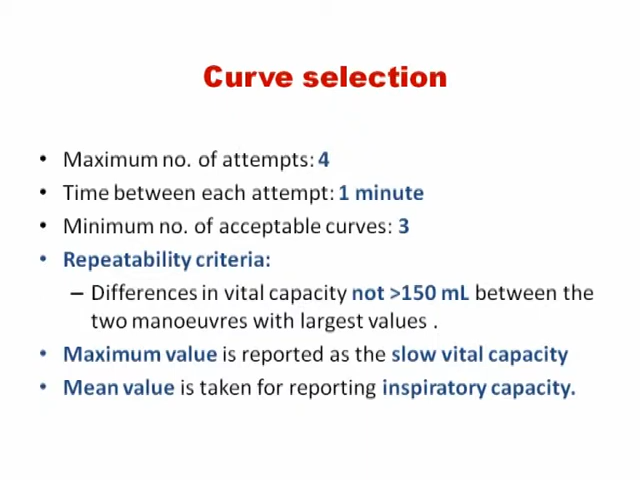 Curve selection
• Maximum no. of attempts: 4
• Time between each attempt: 1 minute
• Minimum no. of acceptable curves: 3
• Repeatability criteria:
– Differences in vital capacity not >150 mL between the
two manoeuvres with largest values .
• Maximum value is reported as the slow vital capacity
• Mean value is taken for reporting inspiratory capacity.